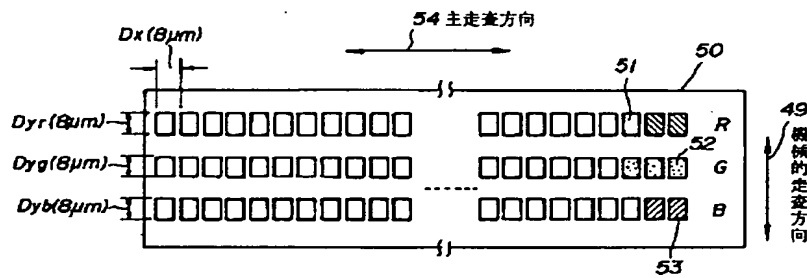 54 主走査方向
Dx(8μm)
50
51
Dyr(8μm)
R
49
52
Dyg(8μm)
G
機械的走査方向
Dyb(8μm)
B
53